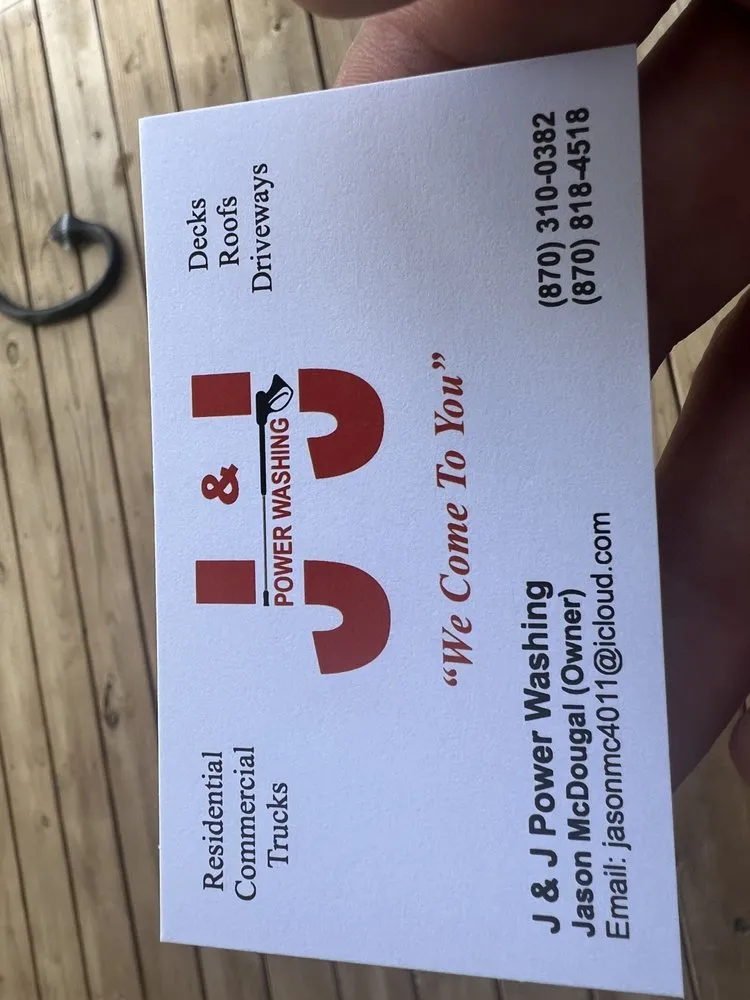 Residential
Commercial
Trucks
J & J
POWER WASHING
Decks
Roofs
Driveways
“We Come To You”
J & J Power Washing
Jason McDougal (Owner)
Email: jasonmc4011@icloud.com
(870) 310-0382
(870) 818-4518